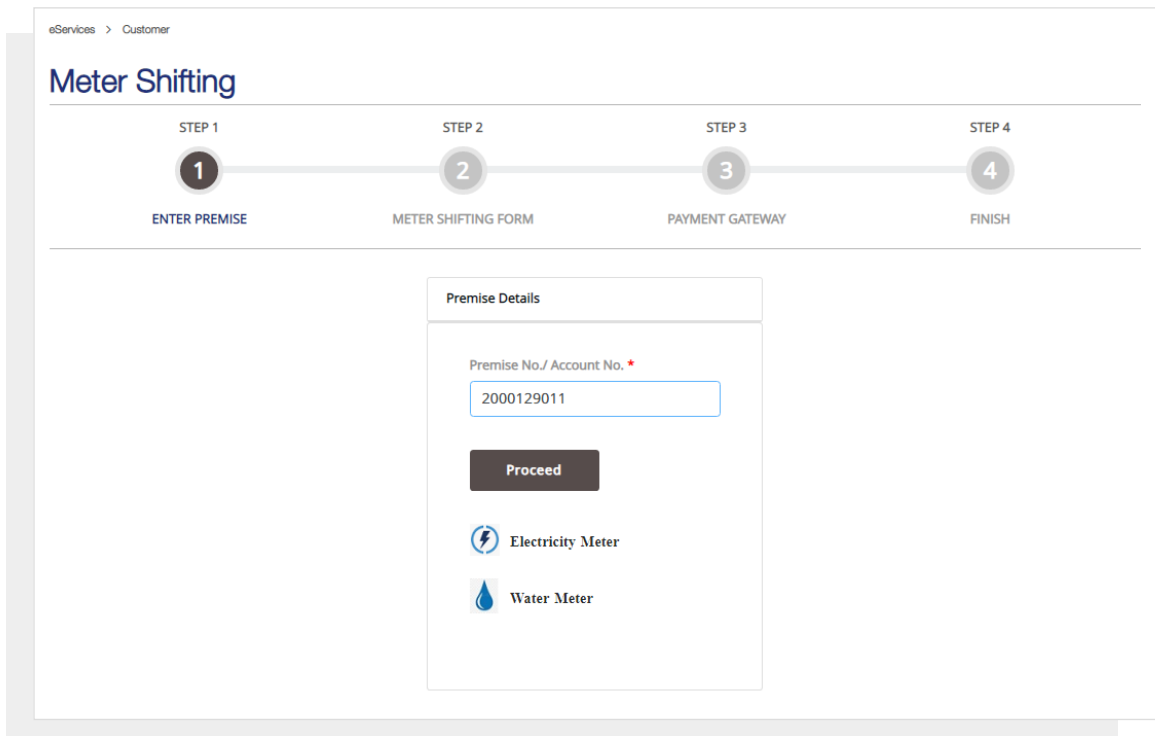 eServices > Customer
Meter Shifting
STEP 1 STEP 2 STEP 3 STEP 4
1 2 3 4
ENTER PREMISE METER SHIFTING FORM PAYMENT GATEWAY FINISH
Premise Details
Premise No./ Account No. *
2000129011
Proceed
Electricity Meter
Water Meter